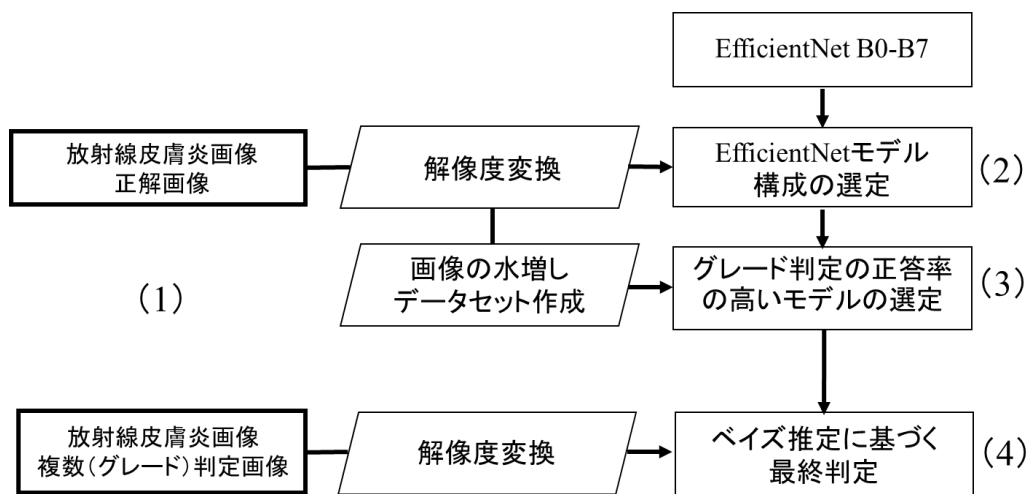 EfficientNet B0-B7
放射線皮膚炎画像
正解画像
解像度変換
EfficientNetモデル
構成の選定
(2)
(1)
画像の水増し
データセット作成
グレード判定の正答率
の高いモデルの選定
(3)
放射線皮膚炎画像
複数(グレード)判定画像
解像度変換
ベイズ推定に基づく
最終判定
(4)